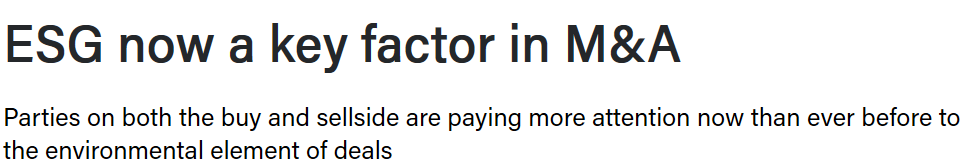 ESG now a key factor in M&A
Parties on both the buy and sellside are paying more attention now than ever before to
the environmental element of deals